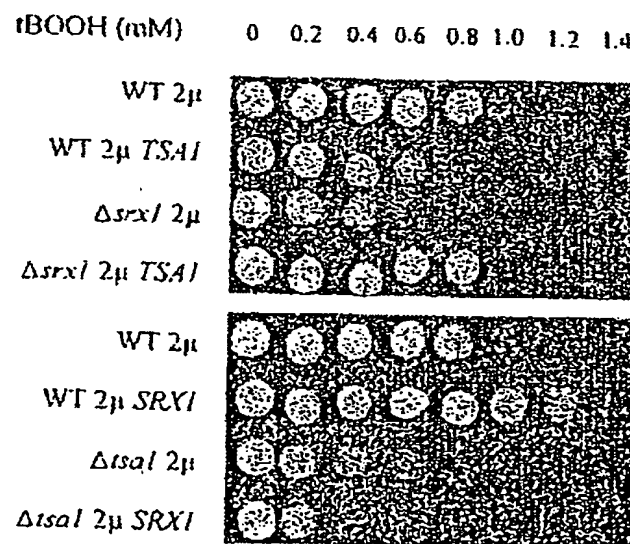 tBOOH (mM) 0 0.2 0.4 0.6 0.8 1.0 1.2 1.4
WT 2μ
WT 2μ TSA1
Δsrx1 2μ
Δsrx1 2μ TSA1
WT 2μ
WT 2μ SRX1
Δtsa1 2μ
Δtsa1 2μ SRX1